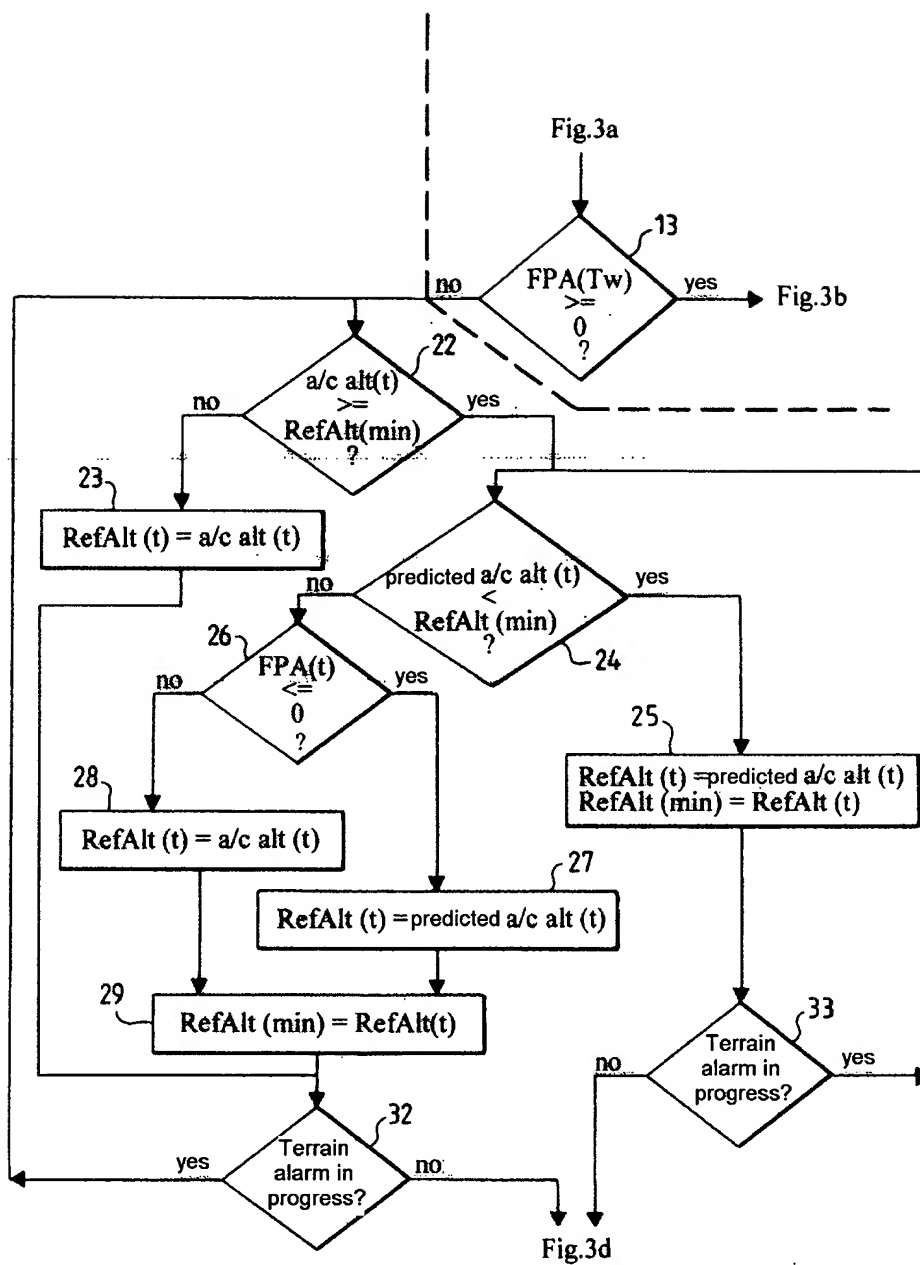 Fig.3a
13
FPA(Tw)
>=
0
?
no
yes
Fig.3b
22
a/c alt(t)
>=
RefAlt(min)
?
no
yes
23
RefAlt (t) = a/c alt (t)
predicted a/c alt (t)
<
RefAlt (min)
?
no
yes
24
26
FPA(t)
<=
0
?
no
yes
25
RefAlt (t) =predicted a/c alt (t)
RefAlt (min) = RefAlt (t)
28
RefAlt (t) = a/c alt (t)
27
RefAlt (t) =predicted a/c alt (t)
29
RefAlt (min) = RefAlt(t)
33
Terrain
alarm in
progress?
no
yes
32
Terrain
alarm in
progress?
yes
no
Fig.3d